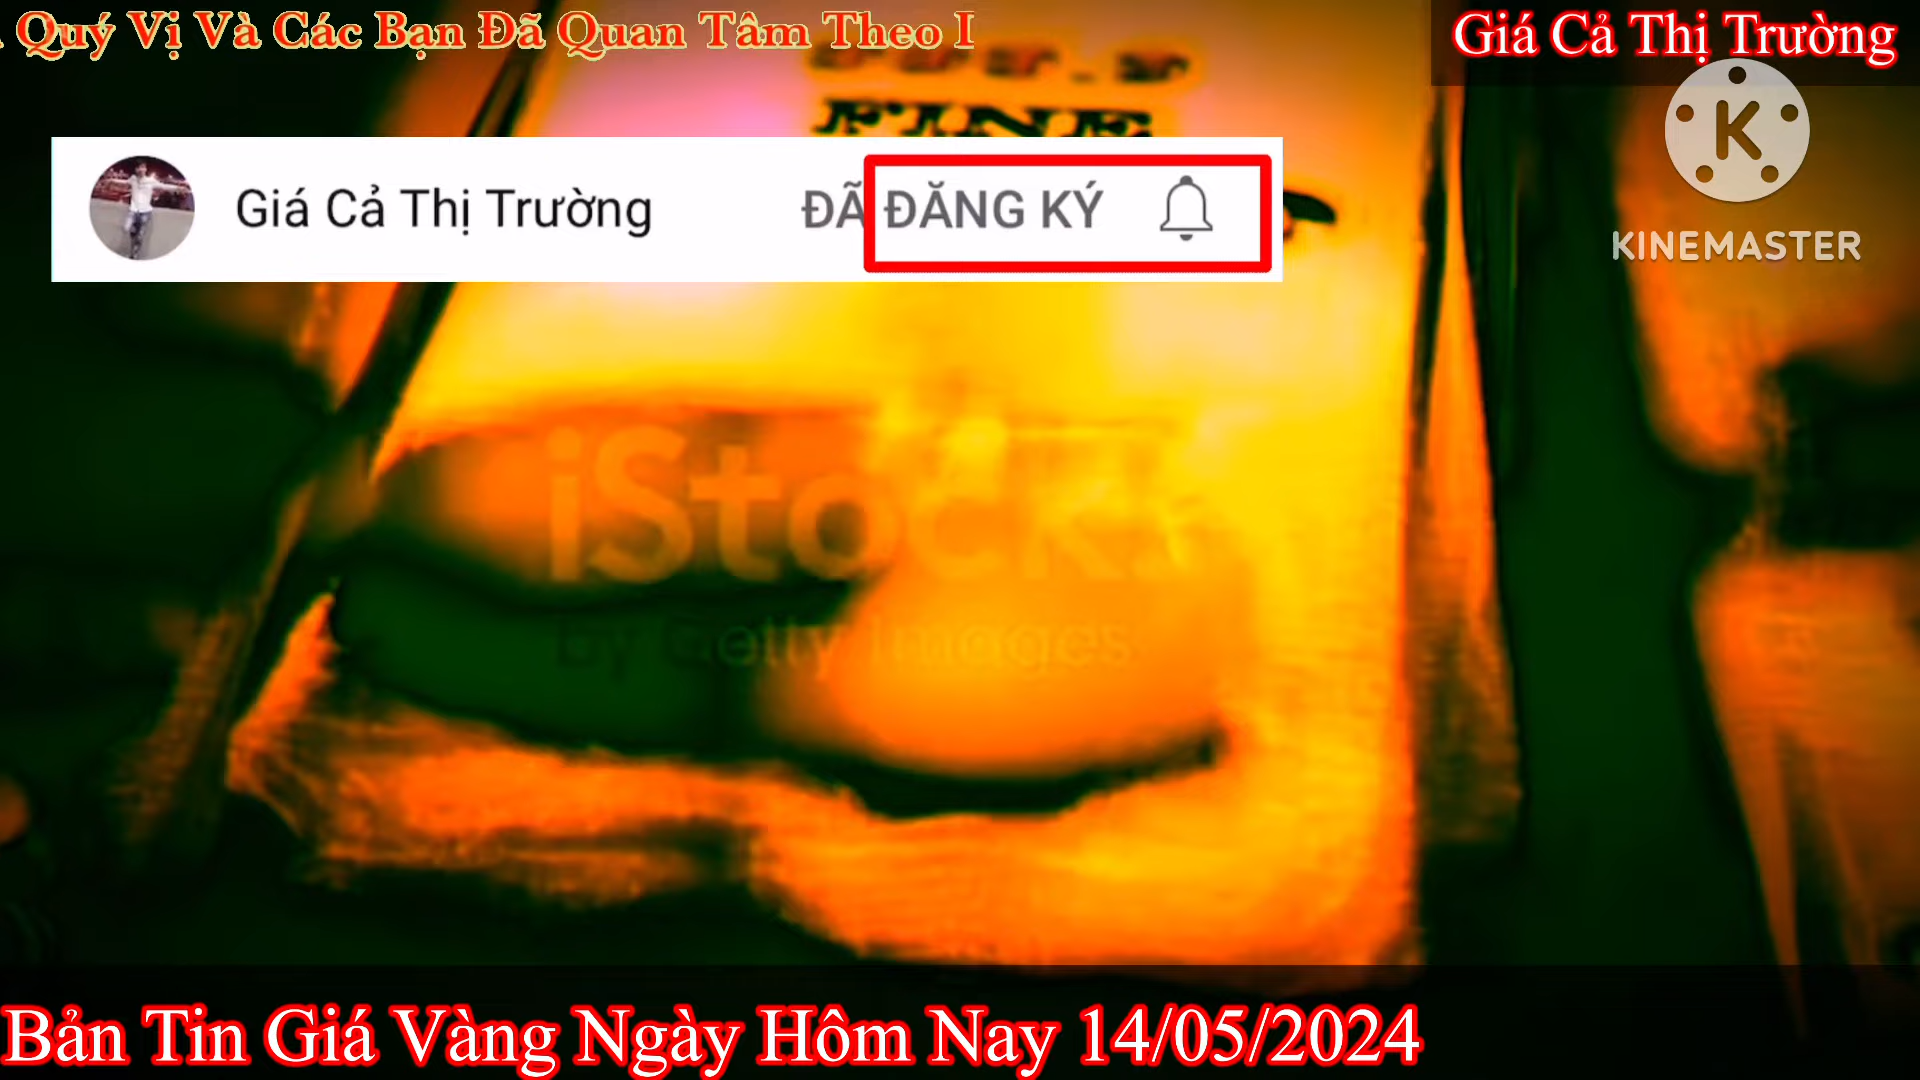 Quý Vị Và Các Bạn Đã Quan Tâm Theo
Giá Cả Thị Trường
FINE
Giá Cả Thị Trường ĐÃ ĐĂNG KÝ
K
KINEMASTER
iStock
by Getty Images
Bản Tin Giá Vàng Ngày Hôm Nay 14/05/2024